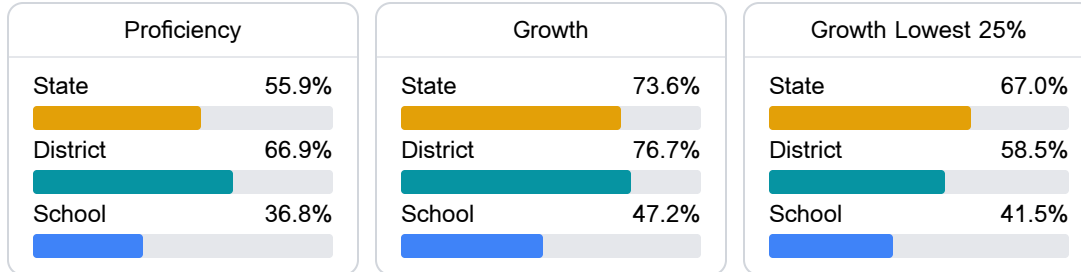 Proficiency
State 55.9%
District 66.9%
School 36.8%
Growth
State 73.6%
District 76.7%
School 47.2%
Growth Lowest 25%
State 67.0%
District 58.5%
School 41.5%